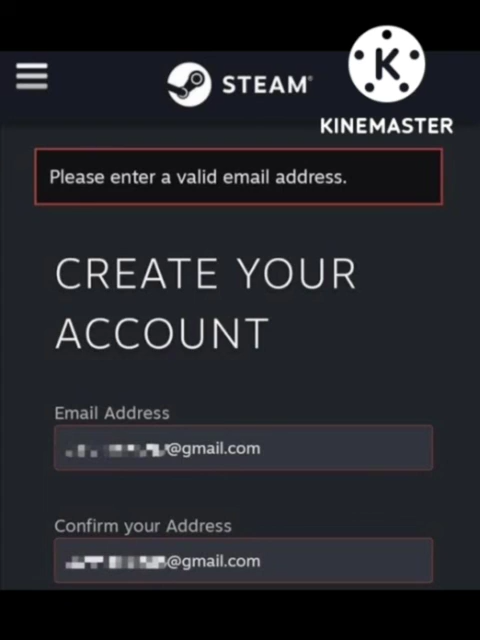 STEAM®
K
KINEMASTER
Please enter a valid email address.
CREATE YOUR
ACCOUNT
Email Address
@gmail.com
Confirm your Address
@gmail.com